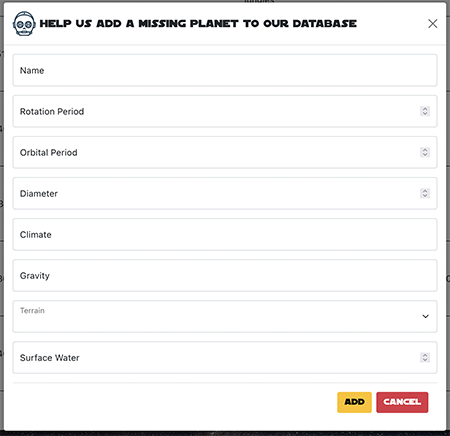 HELP US ADD A MISSING PLANET TO OUR DATABASE
Name
Rotation Period
Orbital Period
Diameter
Climate
Gravity
Terrain
Surface Water
ADD CANCEL